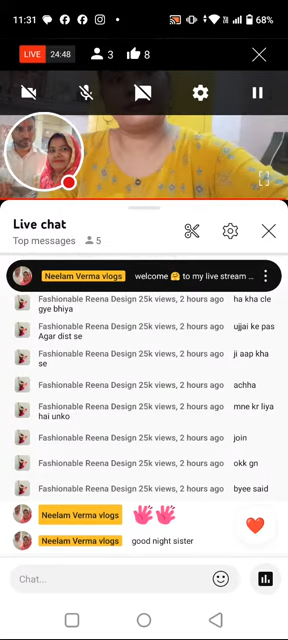 11:31
68%
LIVE 24:48 3 8
Live chat
Top messages 5
Neelam Verma vlogs welcome 🤗 to my live stream ...
Fashionable Reena Design 25k views, 2 hours ago ha kha cle
gye bhiya
Fashionable Reena Design 25k views, 2 hours ago ujjai ke pas
Agar dist se
Fashionable Reena Design 25k views, 2 hours ago ji aap kha
se
Fashionable Reena Design 25k views, 2 hours ago achha
Fashionable Reena Design 25k views, 2 hours ago mne kr liya
hai unko
Fashionable Reena Design 25k views, 2 hours ago join
Fashionable Reena Design 25k views, 2 hours ago okk gn
Fashionable Reena Design 25k views, 2 hours ago byee said
Neelam Verma vlogs
Neelam Verma vlogs good night sister
Chat...